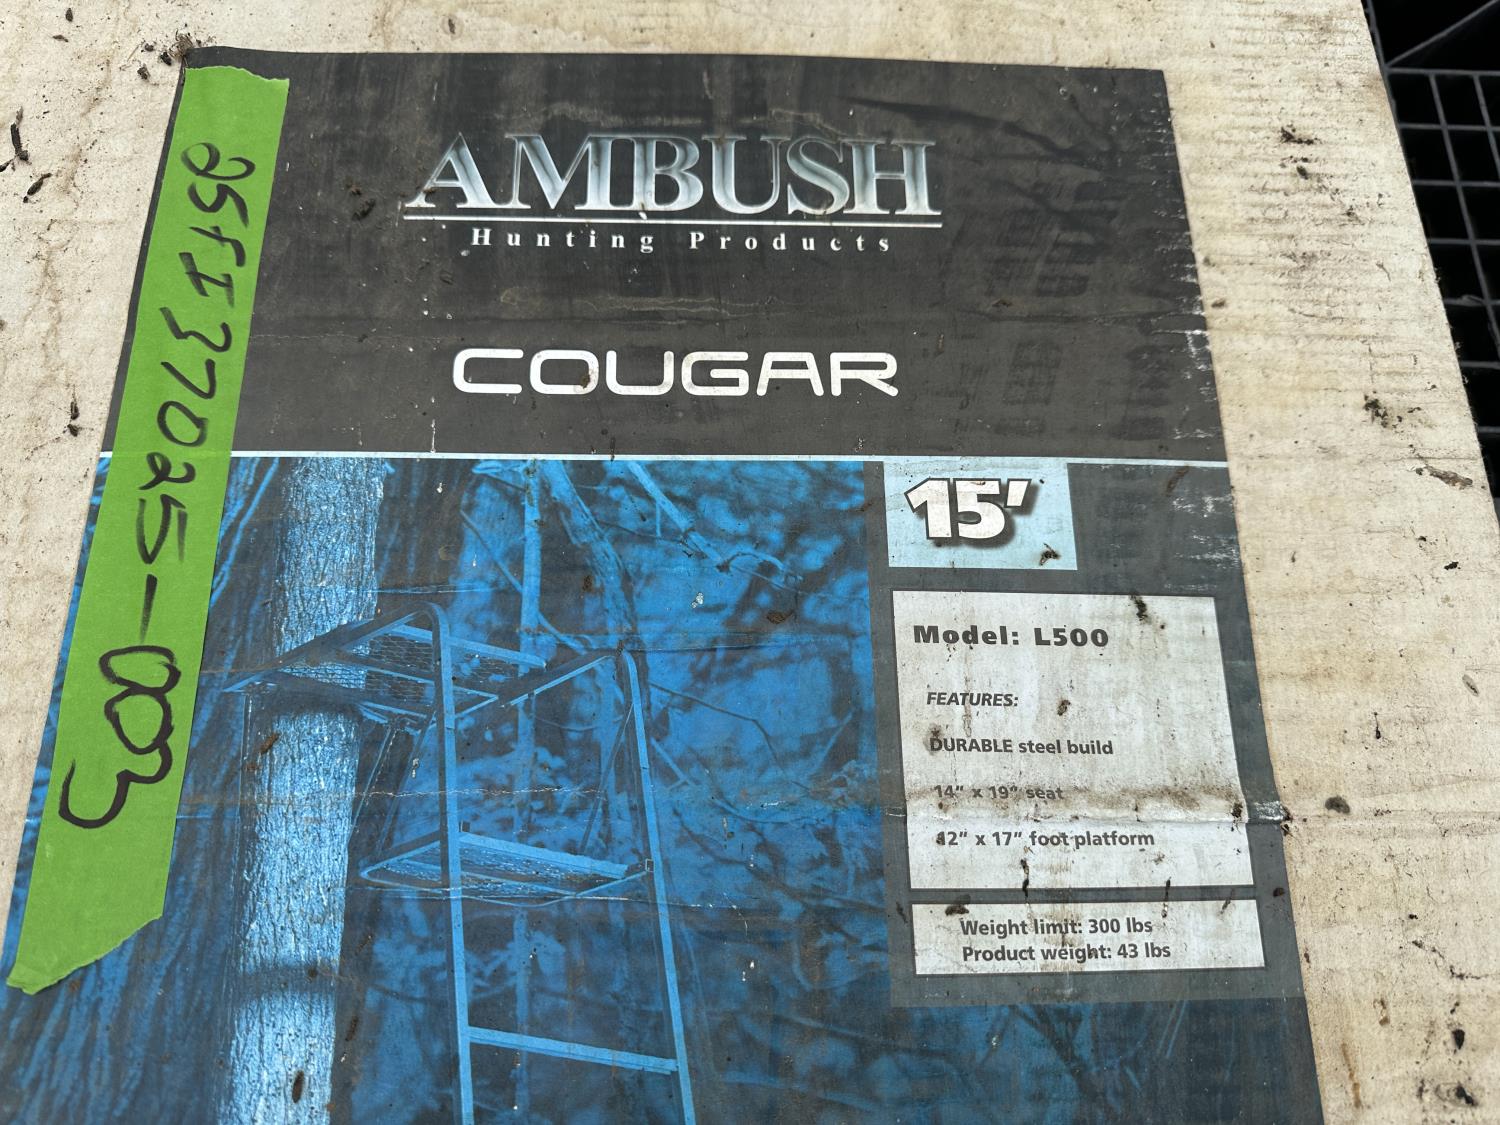 25FI37025-003
AMBUSH
Hunting Products
COUGAR
15'
Model: L500
FEATURES:
DURABLE steel build
14" x 19" seat
12" x 17" foot platform
Weight limit: 300 lbs
Product weight: 43 lbs